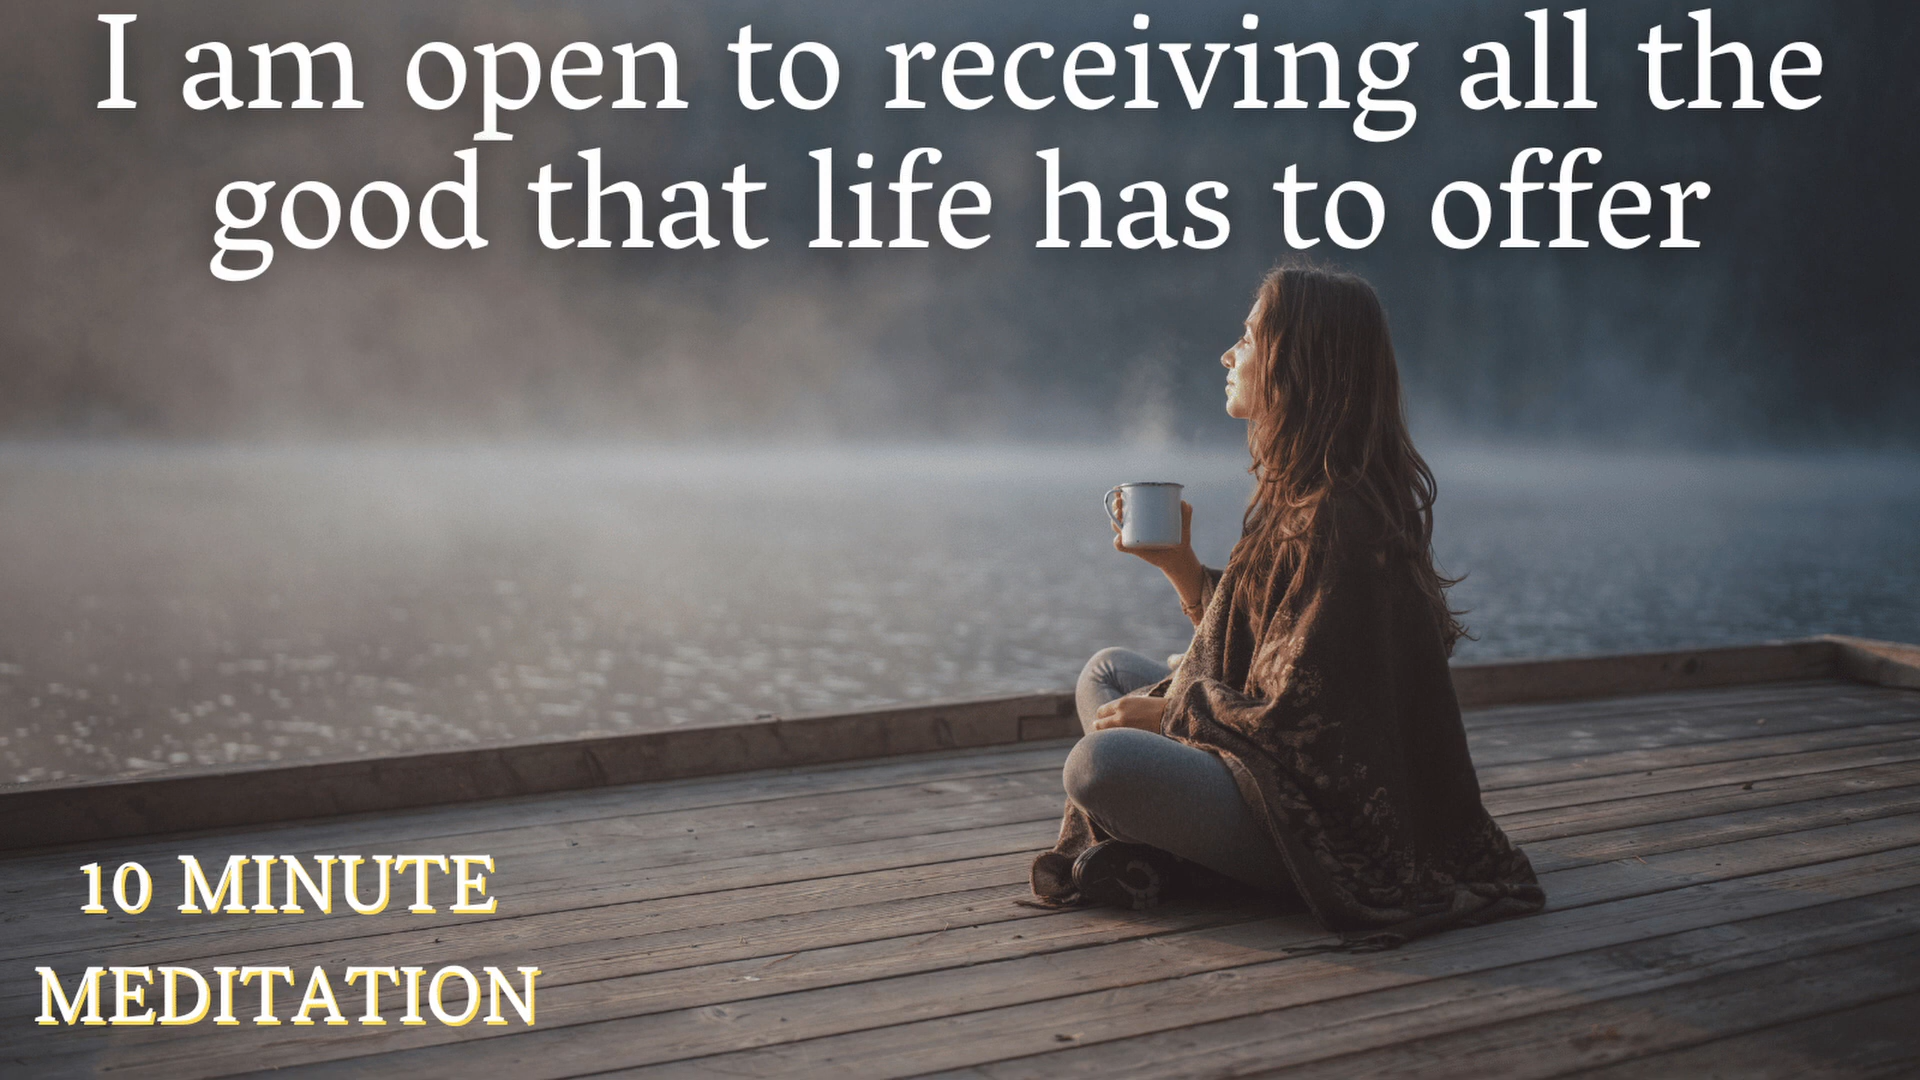 I am open to receiving all the
good that life has to offer
10 MINUTE
MEDITATION